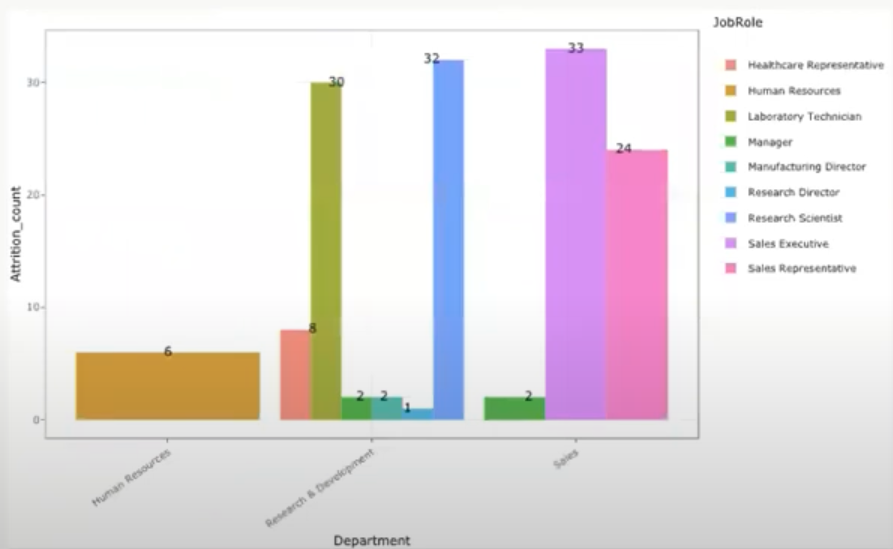 JobRole
Healthcare Representative
Human Resources
Laboratory Technician
Manager
Manufacturing Director
Research Director
Research Scientist
Sales Executive
Sales Representative
Attrition_count
30
20
10
0
6
8
30
2
2
1
32
2
33
24
Human Resources
Research & Development
Sales
Department